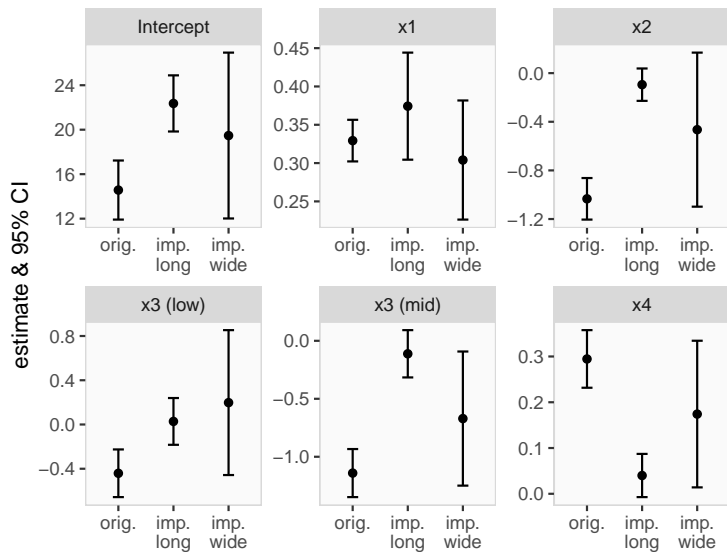 estimate & 95% CI
Intercept
24
20
16
12
orig.
imp.
long
imp.
wide
x1
0.45
0.40
0.35
0.30
0.25
orig.
imp.
long
imp.
wide
x2
0.0
−0.4
−0.8
−1.2
orig.
imp.
long
imp.
wide
x3 (low)
0.8
0.4
0.0
−0.4
orig.
imp.
long
imp.
wide
x3 (mid)
0.0
−0.5
−1.0
orig.
imp.
long
imp.
wide
x4
0.3
0.2
0.1
0.0
orig.
imp.
long
imp.
wide